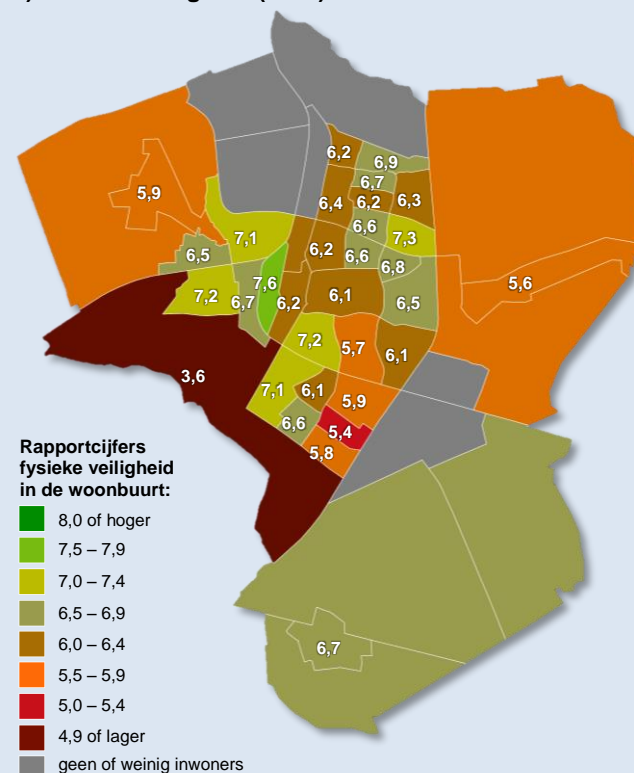 6,2
6,9
6,7
5,9
6,4
6,2
6,3
6,6
7,1
7,3
6,2
6,5
6,6
6,8
7,6
5,6
7,2
6,7
6,2
6,1
6,5
7,2
5,7
6,1
3,6
7,1
6,1
5,9
6,6
5,4
5,8
Rapportcijfers
fysieke veiligheid
in de woonbuurt:
8,0 of hoger
7,5 – 7,9
7,0 – 7,4
6,5 – 6,9
6,0 – 6,4
5,5 – 5,9
5,0 – 5,4
4,9 of lager
geen of weinig inwoners
6,7